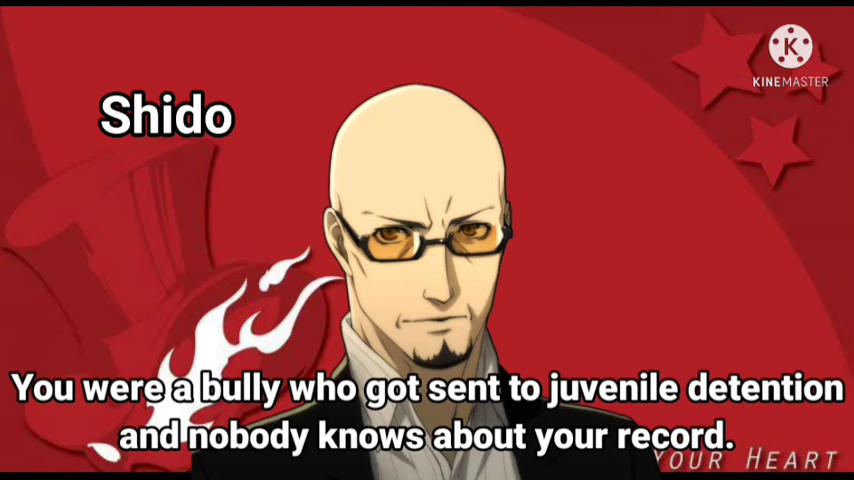 K
KINEMASTER
Shido
You were a bully who got sent to juvenile detention
and nobody knows about your record.
YOUR HEART